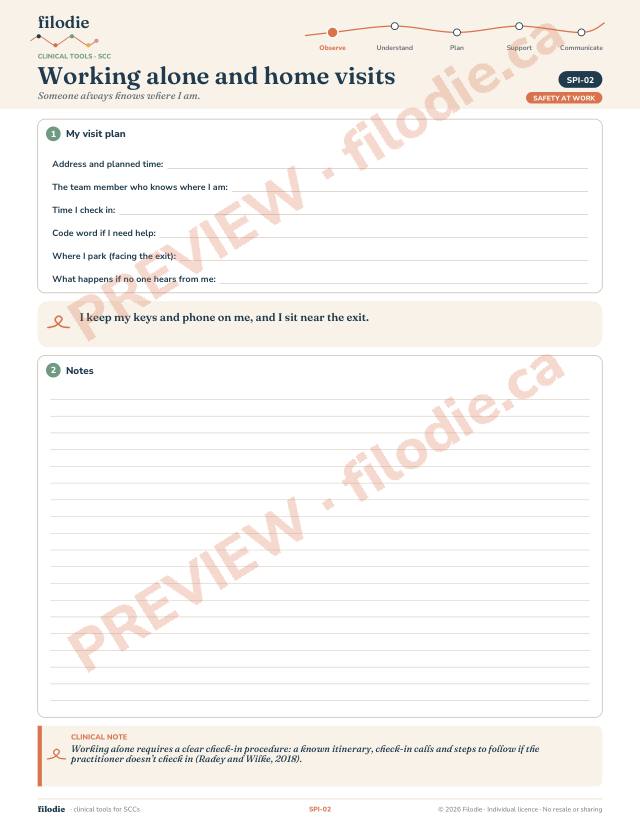 filodie
CLINICAL TOOLS · SCC
Observe
Understand
Plan
Support
Communicate
Working alone and home visits
Someone always knows where I am.
SPI-02
SAFETY AT WORK
1 My visit plan
Address and planned time:
The team member who knows where I am:
Time I check in:
Code word if I need help:
Where I park (facing the exit):
What happens if no one hears from me:
I keep my keys and phone on me, and I sit near the exit.
2 Notes
PREVIEW · filodie.ca
PREVIEW · filodie.ca
CLINICAL NOTE
Working alone requires a clear check-in procedure: a known itinerary, check-in calls and steps to follow if the
practitioner doesn't check in (Radey and Wilke, 2018).
filodie · clinical tools for SCCs
SPI-02
© 2026 Filodie · Individual licence · No resale or sharing